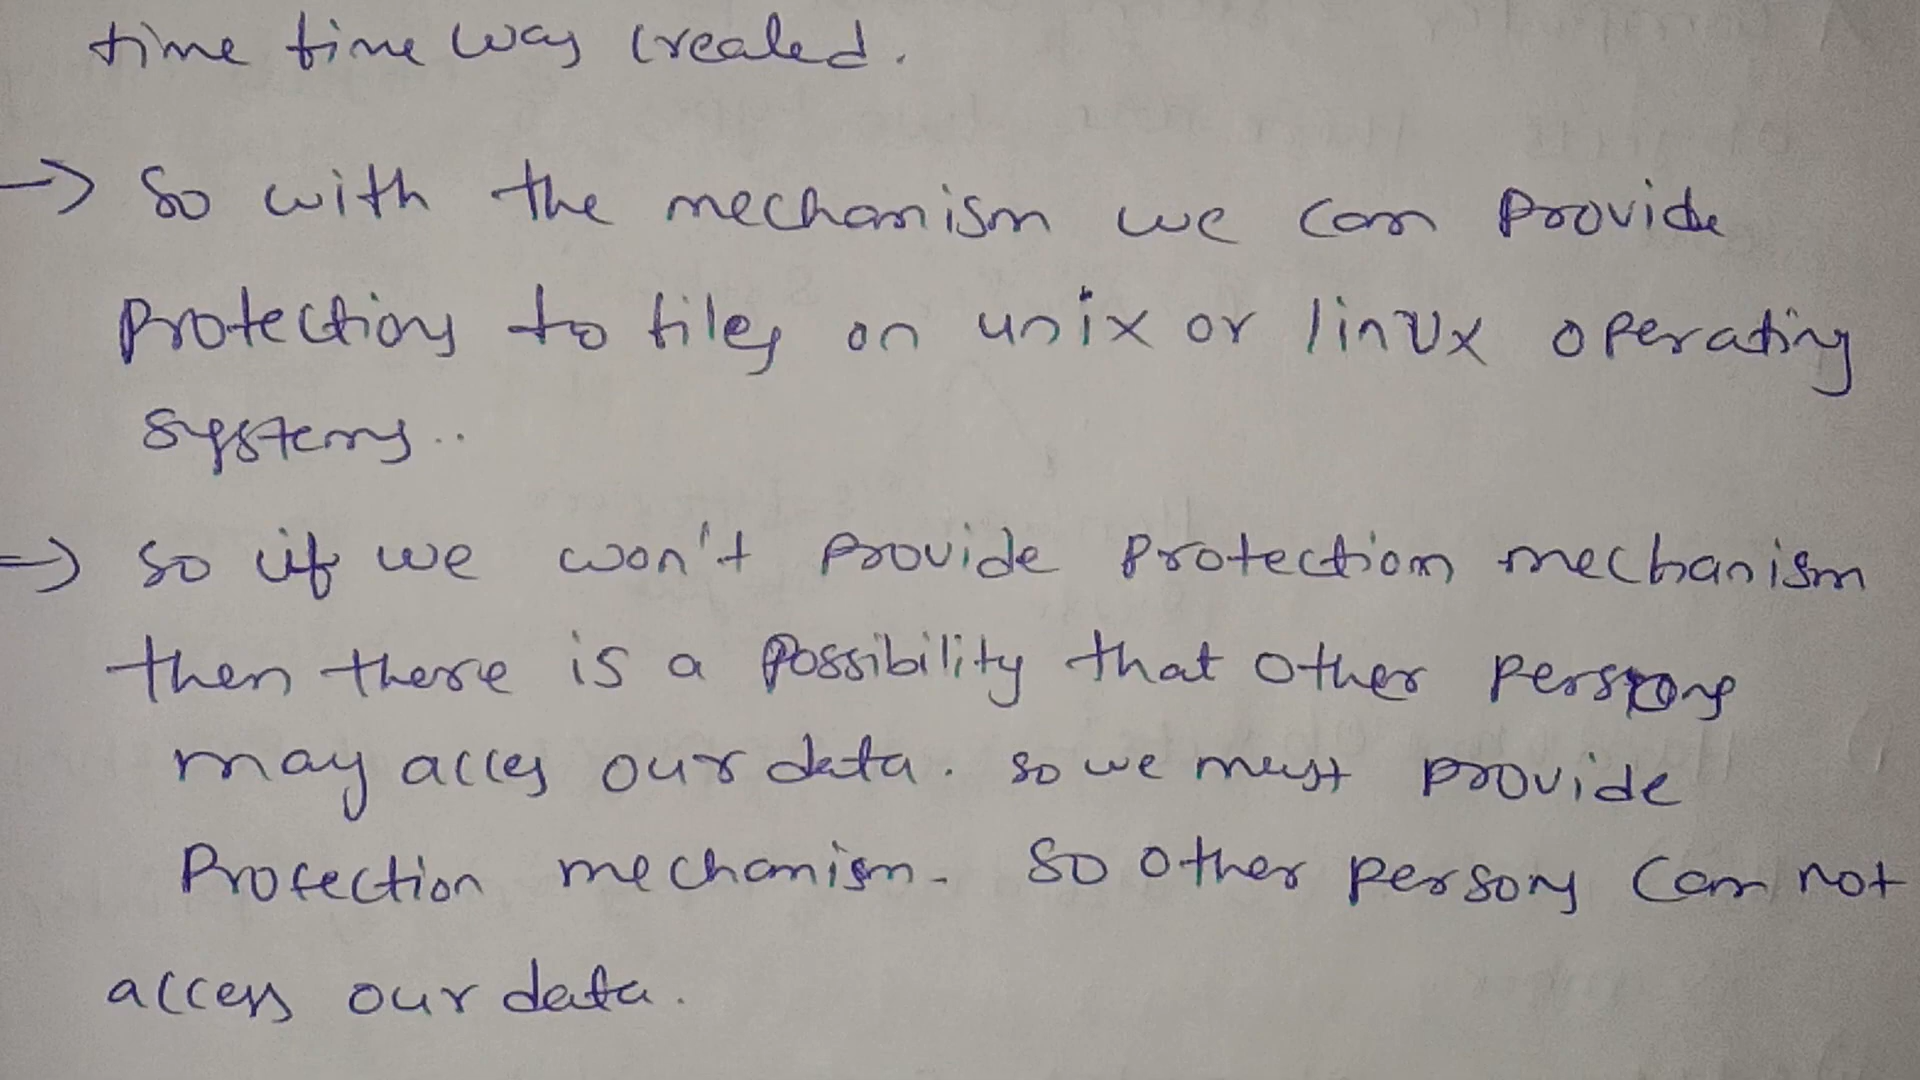 time time was created.
-> So with the mechanism we can Provide
Protections to files on unix or linux operating
systems..
=> so if we won't Provide Protection mechanism
then there is a Possibility that other Persons
may acces our data. so we must Provide
Protection mechanism. So other Persons can not
access our data.